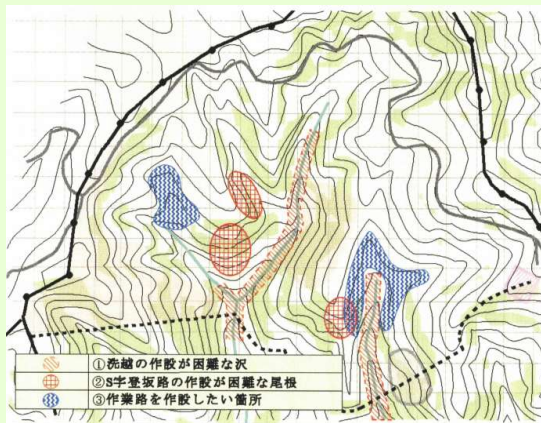 ①洗越の作設が困難な沢
②S字登坂路の作設が困難な尾根
③作業路を作設したい箇所